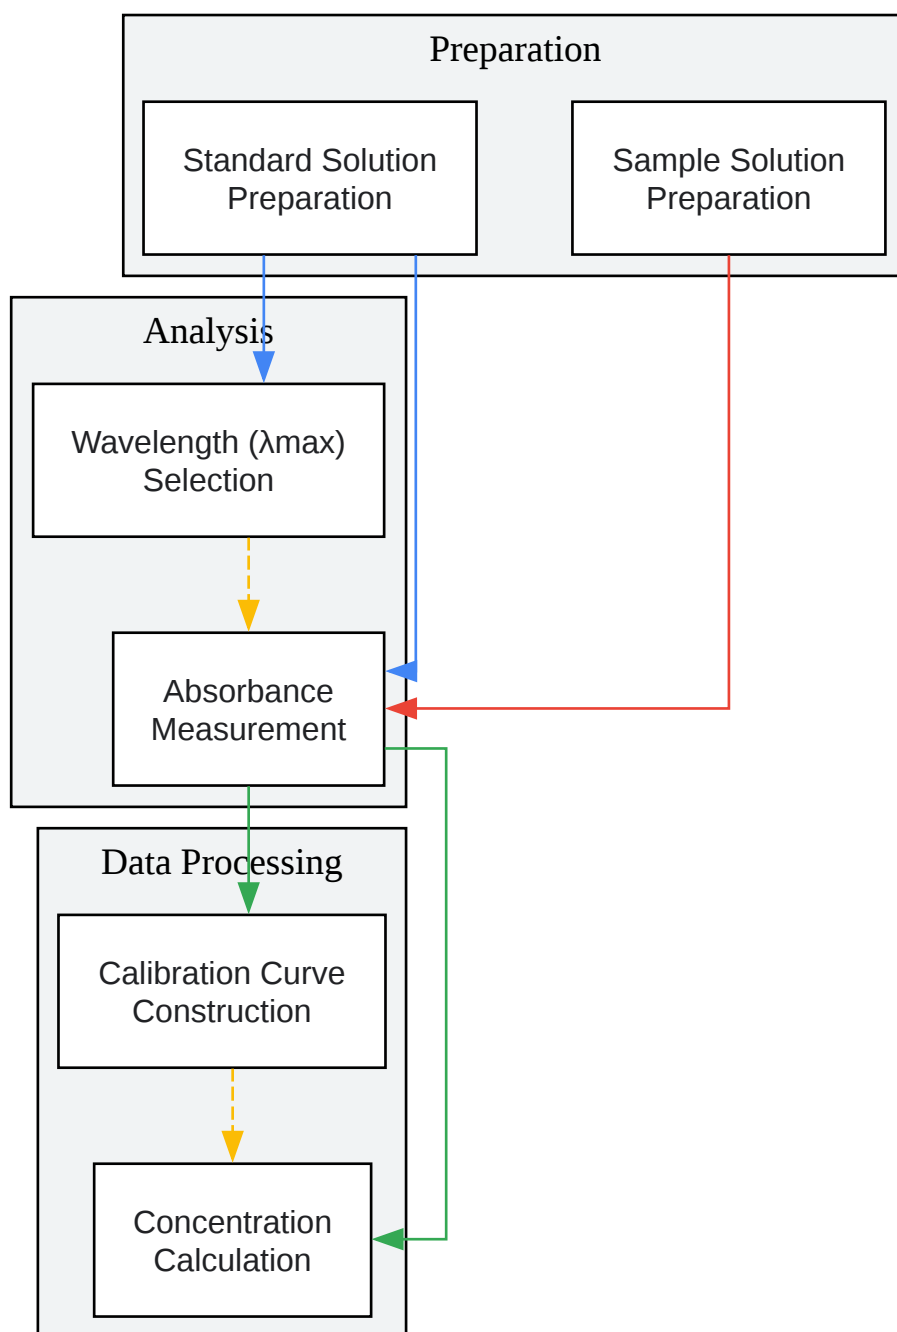 Preparation
Standard Solution
Preparation
Sample Solution
Preparation
Analysis
Wavelength (λmax)
Selection
Absorbance
Measurement
Data Processing
Calibration Curve
Construction
Concentration
Calculation